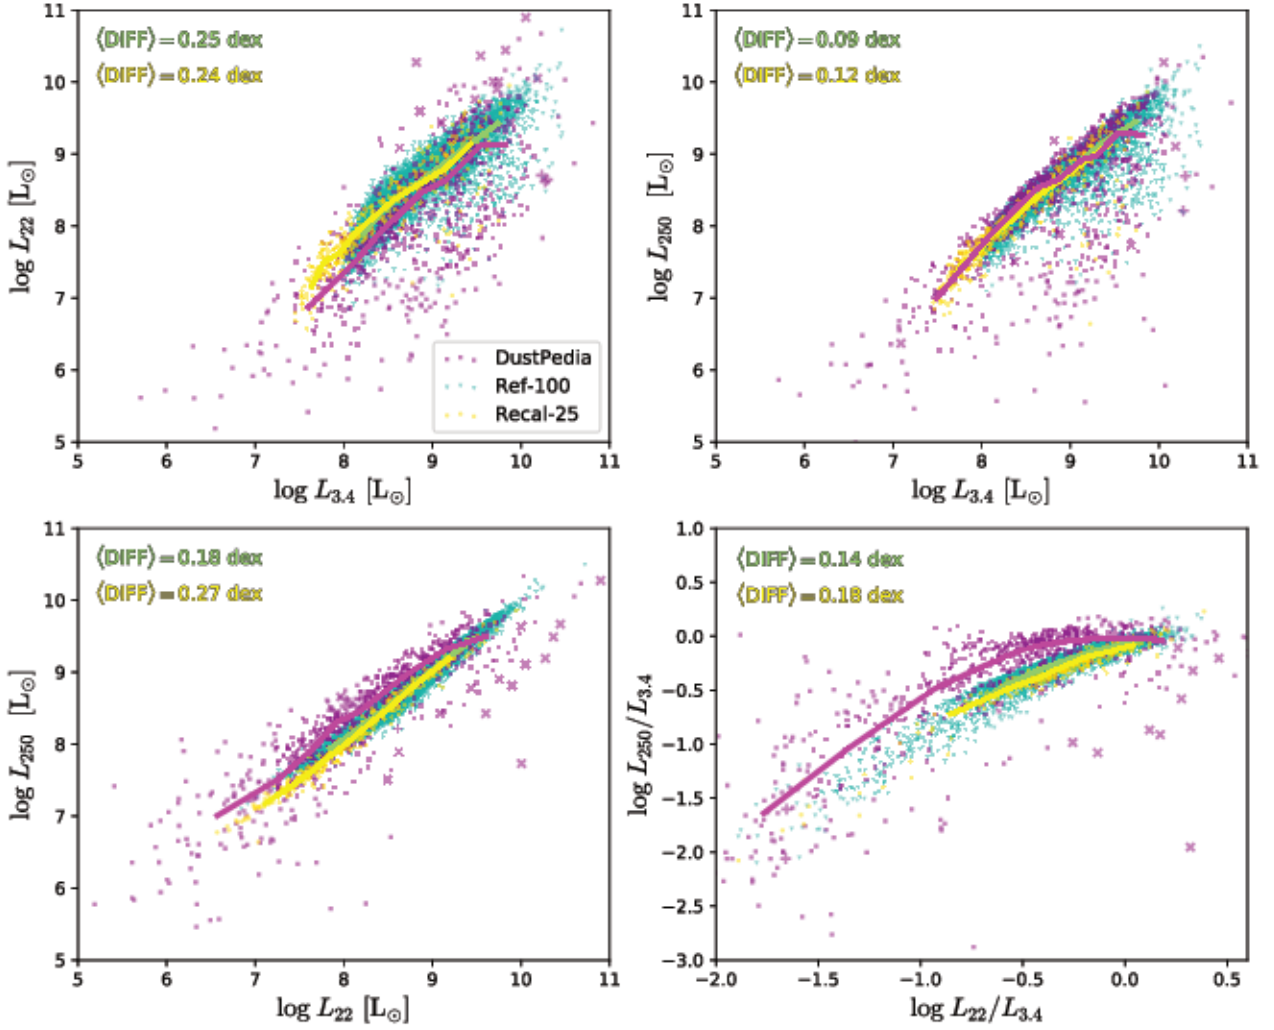 ⟨DIFF⟩ = 0.25 dex
⟨DIFF⟩ = 0.24 dex
11
10
9
8
7
6
5
log L22 [L⊙]
DustPedia
Ref-100
Recal-25
5 6 7 8 9 10 11
log L3.4 [L⊙]
⟨DIFF⟩ = 0.09 dex
⟨DIFF⟩ = 0.12 dex
11
10
9
8
7
6
5
log L250 [L⊙]
5 6 7 8 9 10 11
log L3.4 [L⊙]
⟨DIFF⟩ = 0.18 dex
⟨DIFF⟩ = 0.27 dex
11
10
9
8
7
6
5
log L250 [L⊙]
5 6 7 8 9 10 11
log L22 [L⊙]
⟨DIFF⟩ = 0.14 dex
⟨DIFF⟩ = 0.18 dex
1.0
0.5
0.0
−0.5
−1.0
−1.5
−2.0
−2.5
−3.0
log L250/L3.4
−2.0 −1.5 −1.0 −0.5 0.0 0.5
log L22/L3.4